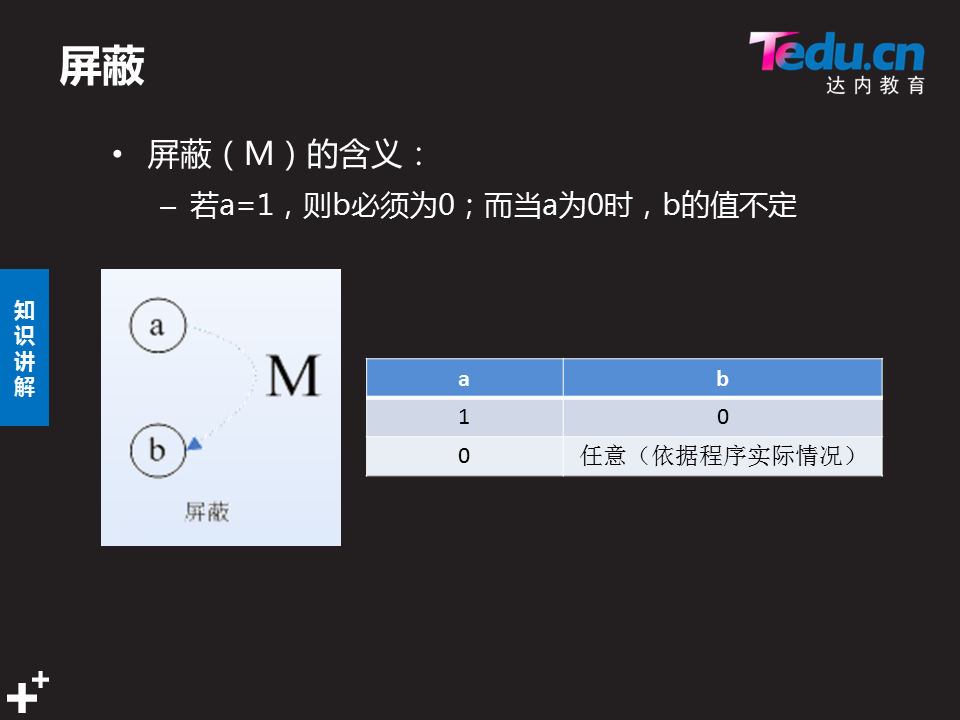 屏蔽
Tedu.cn
达内教育
• 屏蔽（M）的含义：
– 若a=1，则b必须为0；而当a为0时，b的值不定
知识讲解
a
M
b
屏蔽
a b
1 0
0 任意（依据程序实际情况）